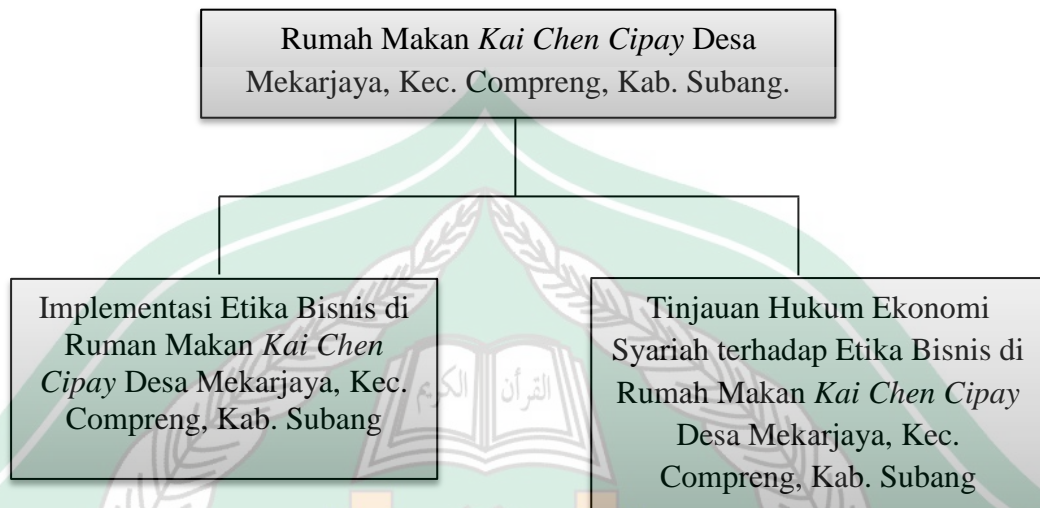 Rumah Makan Kai Chen Cipay Desa
Mekarjaya, Kec. Compreng, Kab. Subang.
Implementasi Etika Bisnis di
Ruman Makan Kai Chen
Cipay Desa Mekarjaya, Kec.
Compreng, Kab. Subang
Tinjauan Hukum Ekonomi
Syariah terhadap Etika Bisnis di
Rumah Makan Kai Chen Cipay
Desa Mekarjaya, Kec.
Compreng, Kab. Subang
القرآن الكريم